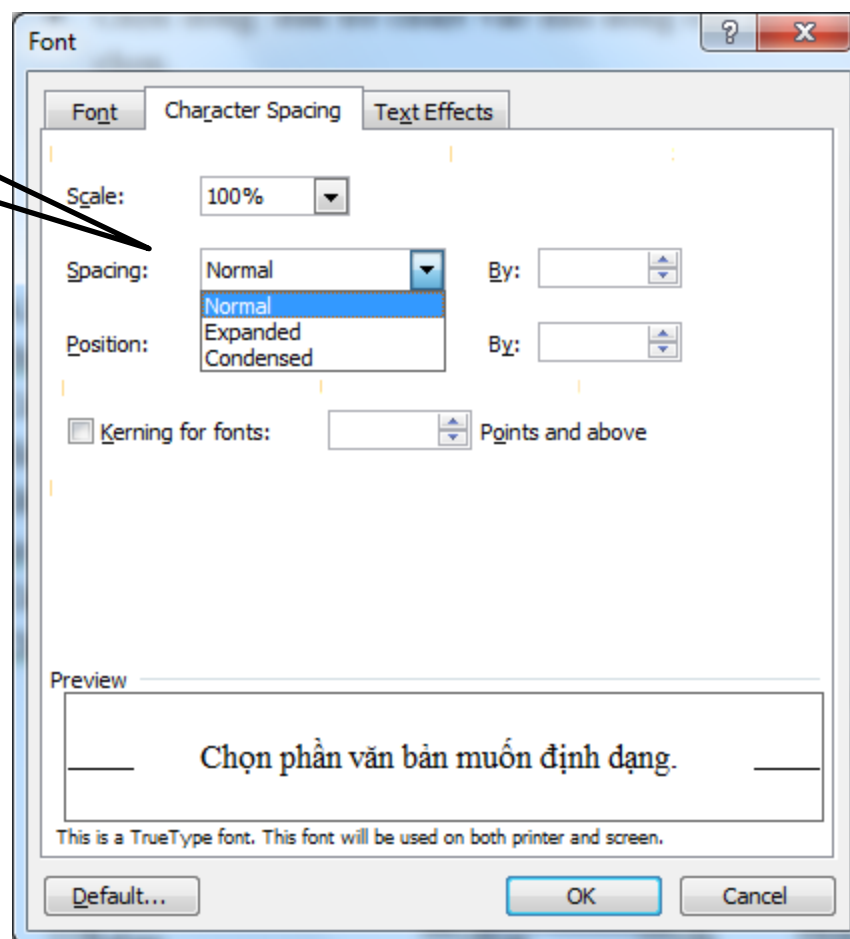 Font
Font Character Spacing Text Effects
Scale: 100%
Spacing: Normal By:
Normal
Expanded
Condensed
Position: By:
Kerning for fonts: Points and above
Preview
Chọn phần văn bản muốn định dạng.
This is a TrueType font. This font will be used on both printer and screen.
Default... OK Cancel